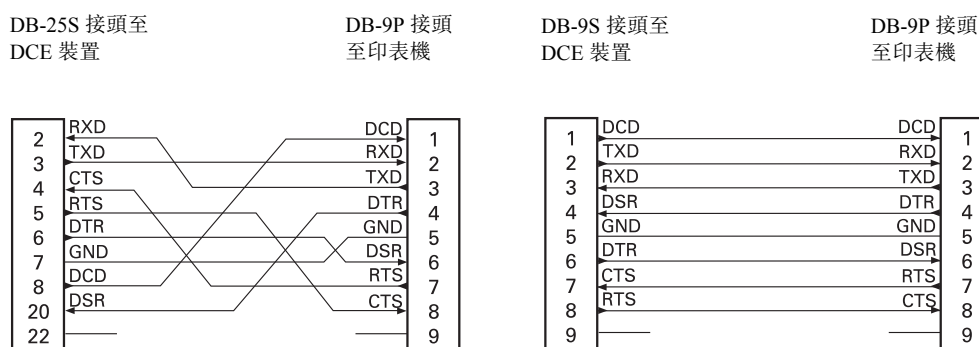 DB-25S 接頭至
DCE 裝置
DB-9P 接頭
至印表機
2 RXD DCD 1
3 TXD RXD 2
4 CTS TXD 3
5 RTS DTR 4
6 DTR GND 5
7 GND DSR 6
8 DCD RTS 7
20 DSR CTS 8
22 9
DB-9S 接頭至
DCE 裝置
DB-9P 接頭
至印表機
1 DCD DCD 1
2 TXD RXD 2
3 RXD TXD 3
4 DSR DTR 4
5 GND GND 5
6 DTR DSR 6
7 CTS RTS 7
8 RTS CTS 8
9 9